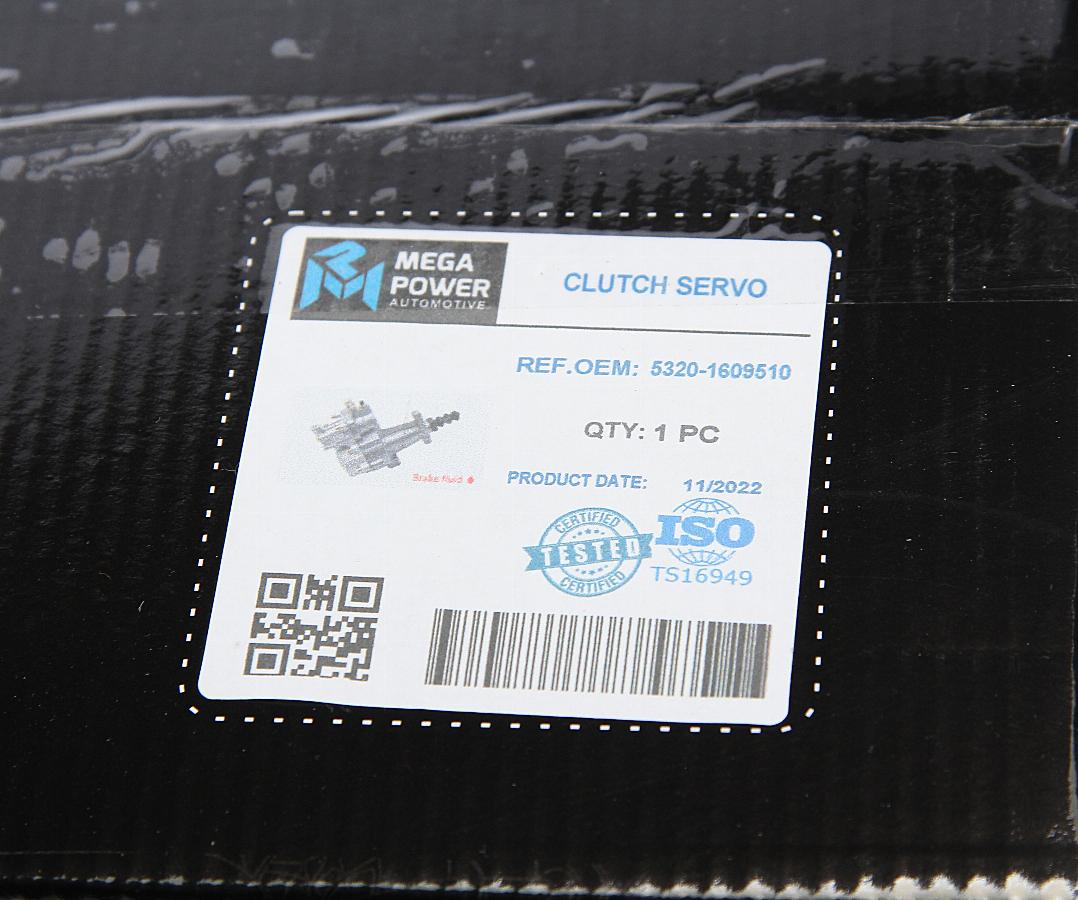 MEGA
POWER
AUTOMOTIVE
CLUTCH SERVO
REF.OEM: 5320-1609510
QTY: 1 PC
Brake fluid
PRODUCT DATE: 11/2022
CERTIFIED
TESTED
CERTIFIED
ISO
TS16949